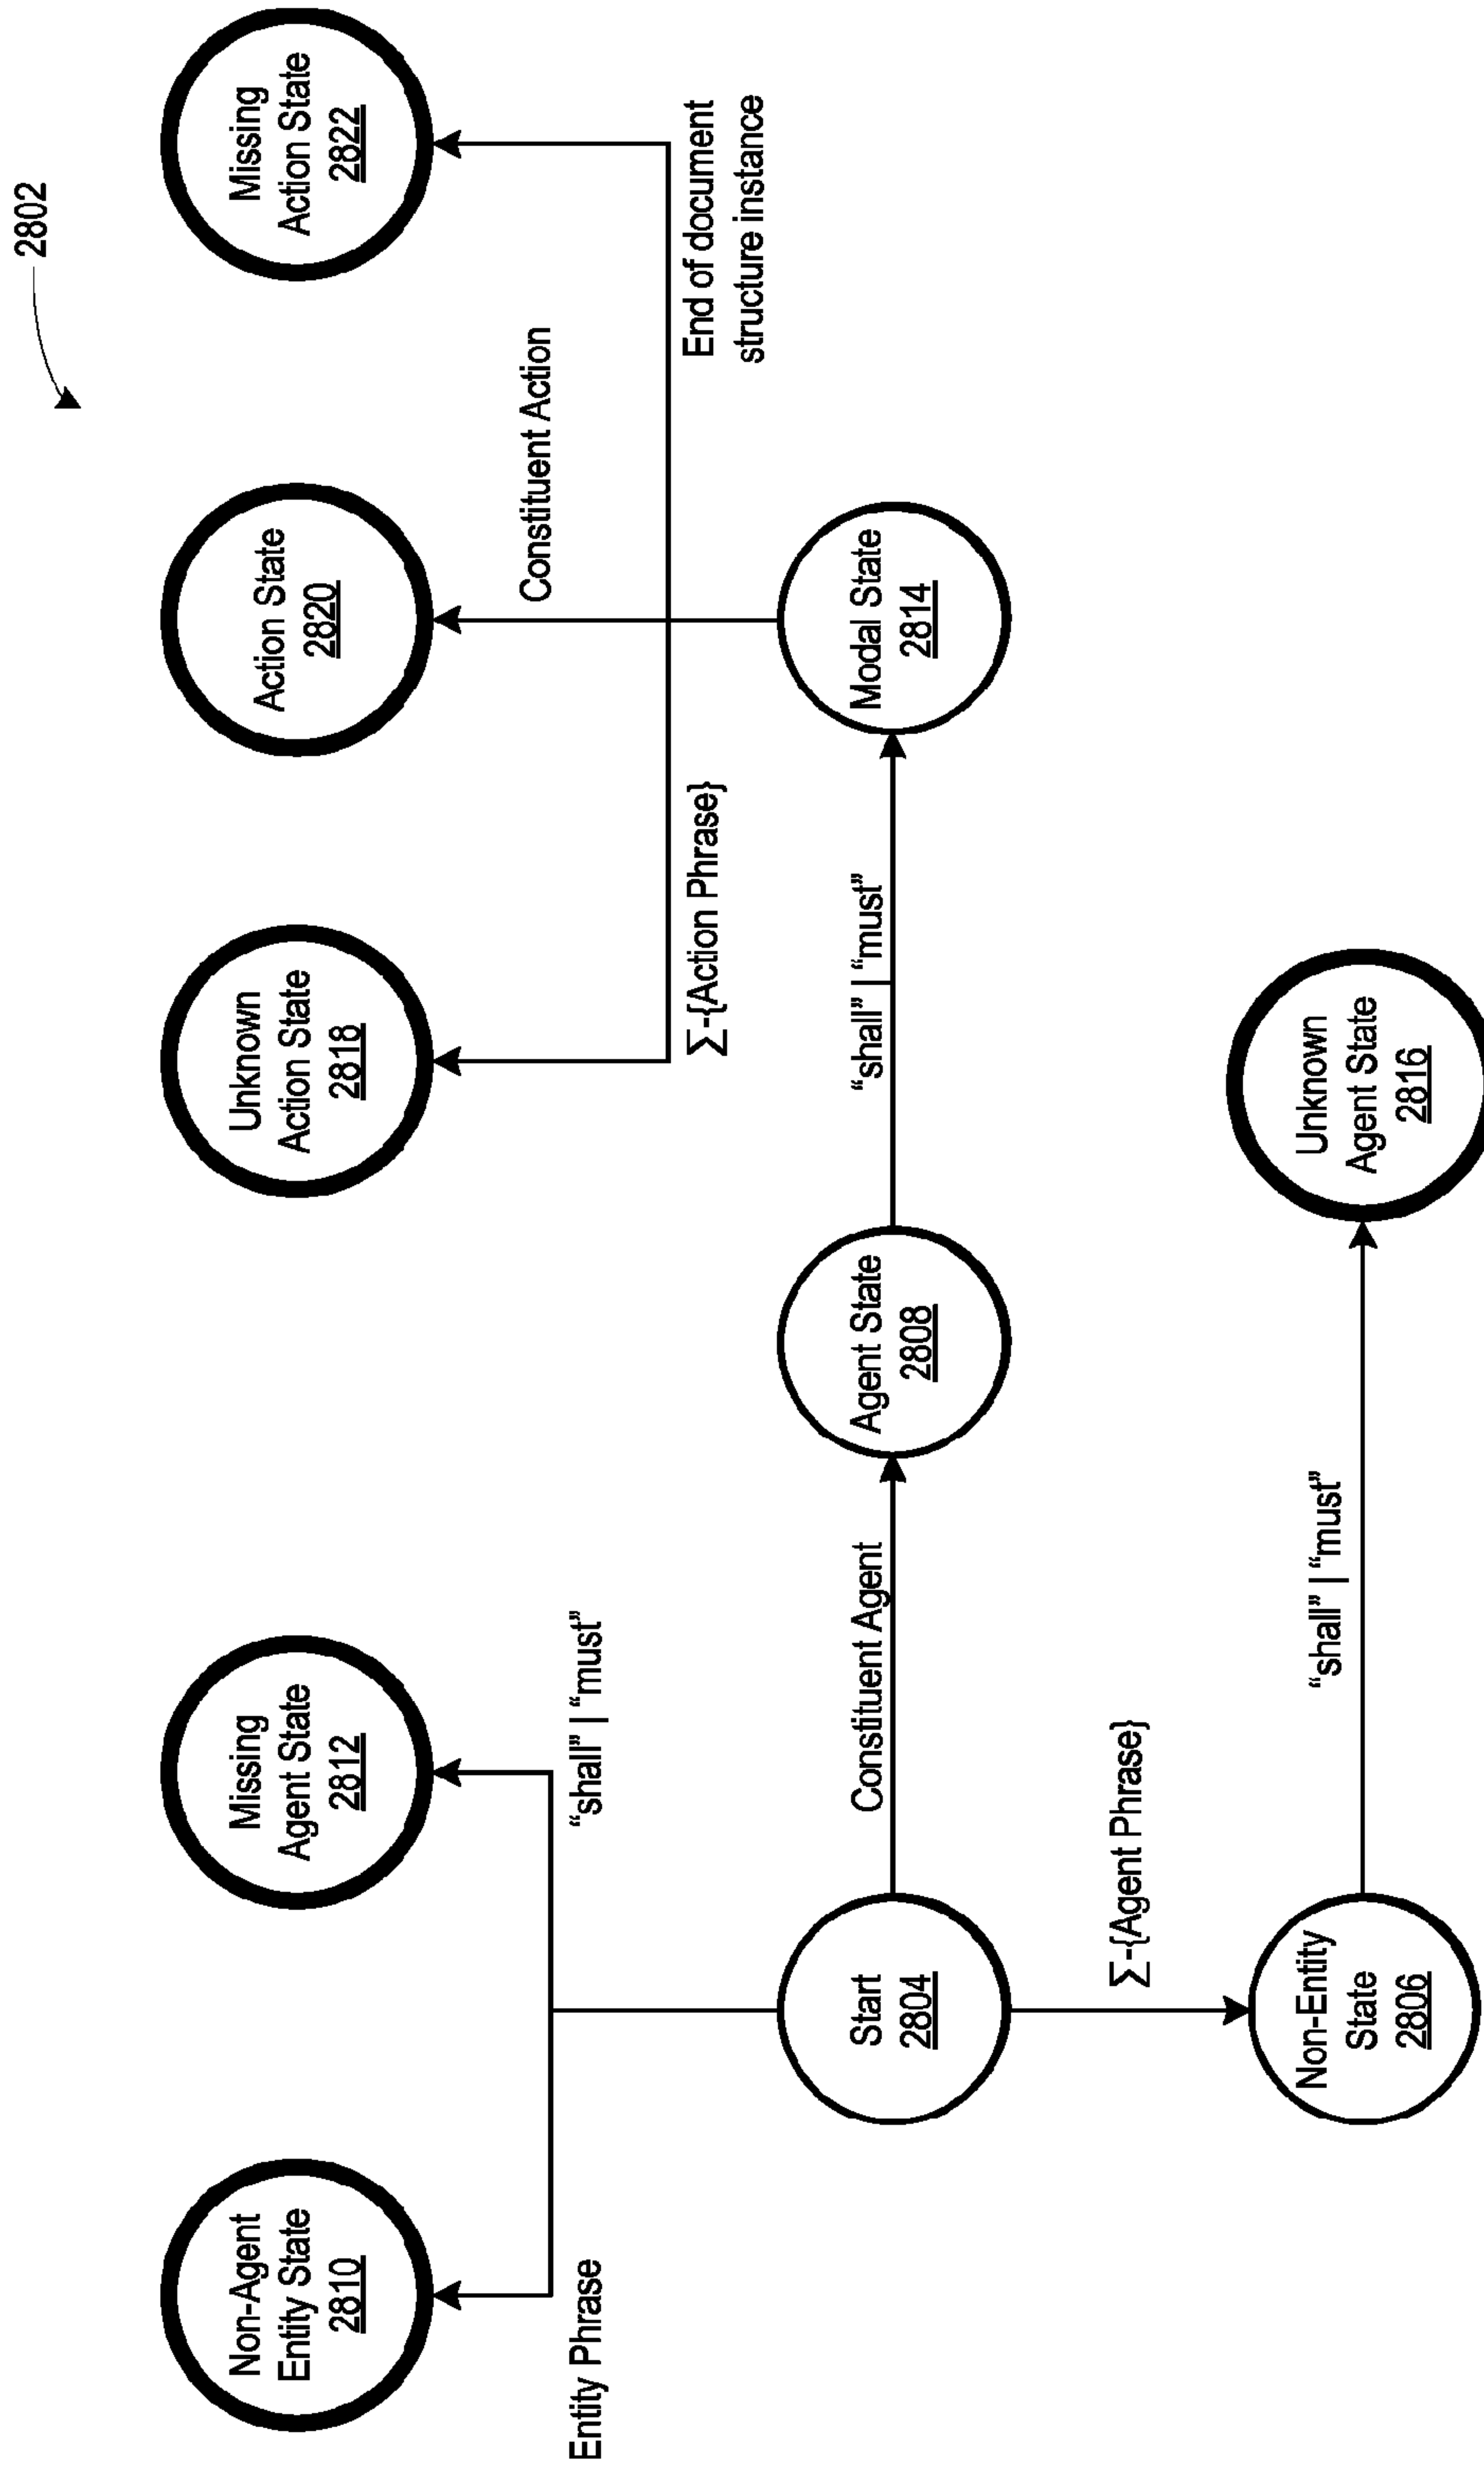 2802
Non-Agent
Entity State
2810
Missing
Agent State
2812
Unknown
Action State
2818
Action State
2820
Missing
Action State
2822
Entity Phrase
“shall” | “must”
Σ-{Action Phrase}
Constituent Action
End of document
structure instance
Start
2804
Constituent Agent
Agent State
2808
“shall” | “must”
Modal State
2814
Σ-{Agent Phrase}
Non-Entity
State
2806
“shall” | “must”
Unknown
Agent State
2816